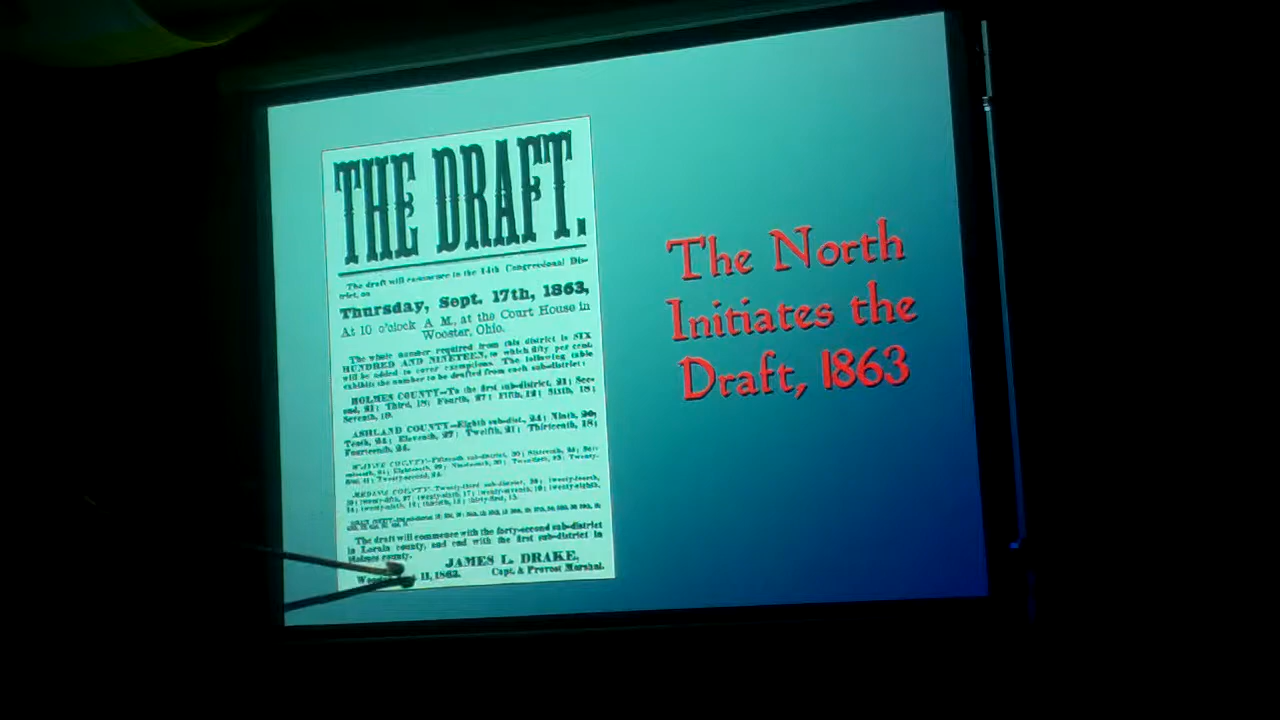 THE DRAFT.
The draft will commence in the 14th Congressional Dis-
trict, on
Thursday, Sept. 17th, 1863,
At 10 o'clock A. M., at the Court House in
Wooster, Ohio.
The whole number required from this district is SIX
HUNDRED AND NINETEEN, to which fifty per cent.
will be added to cover exemptions. The following table
exhibits the number to be drafted from each sub-district:
HOLMES COUNTY—To the first sub-district, 21; Sec-
ond, 21; Third, 18; Fourth, 27; Fifth, 12; Sixth, 18;
Seventh, 19.
ASHLAND COUNTY—Eighth sub-dist., 24; Ninth, 20;
Tenth, 24; Eleventh, 27; Twelfth, 21; Thirteenth, 18;
Fourteenth, 24.
The draft will commence with the forty-second sub-district
in Lorain county, and end with the first sub-district in
Holmes county.
JAMES L. DRAKE,
11, 1863. Capt. & Provost Marshal.
The North
Initiates the
Draft, 1863